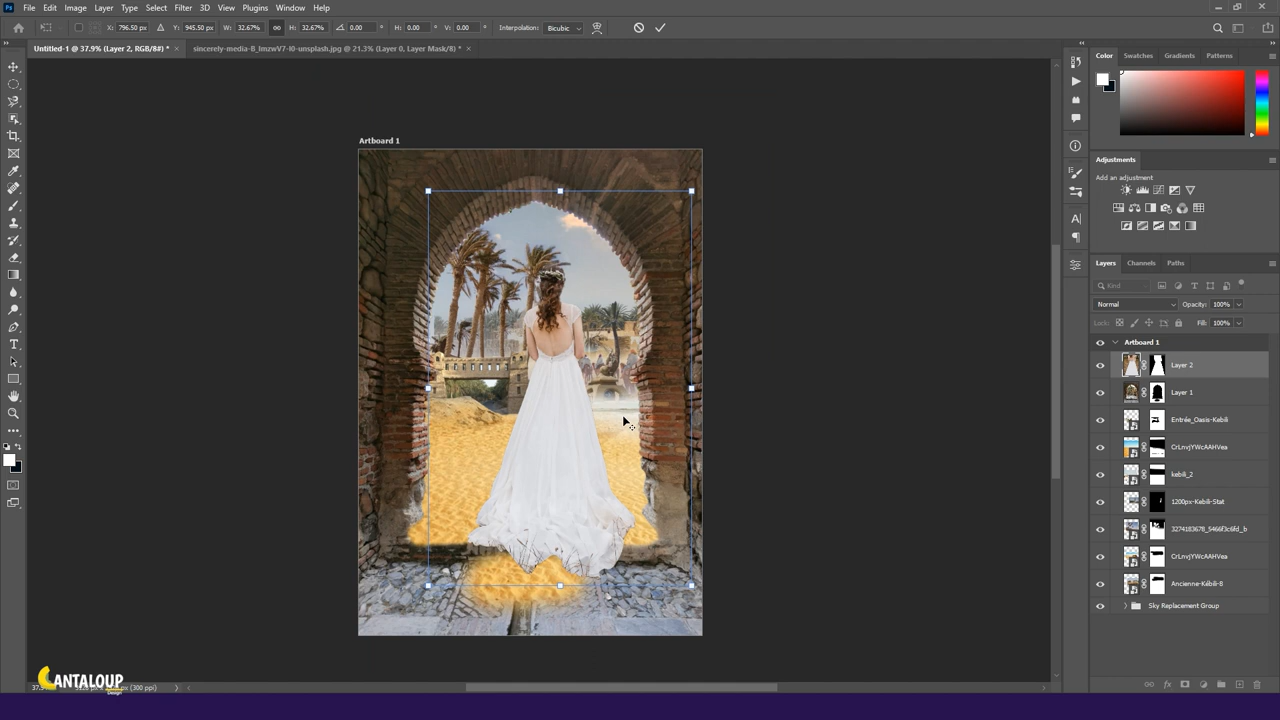 File Edit Image Layer Type Select Filter 3D View Plugins Window Help
X: 796.50 px Y: 945.50 px W: 32.67% H: 32.67% 0.00 H: 0.00 V: 0.00 Interpolation: Bicubic
Untitled-1 @ 37.9% (Layer 2, RGB/8#) * × sincerely-media-B_lmzwV7-l0-unsplash.jpg @ 21.3% (Layer 0, Layer Mask/8) * ×
Color Swatches Gradients Patterns
Artboard 1
Adjustments
Add an adjustment
Layers Channels Paths
Kind
Normal Opacity: 100%
Lock: Fill: 100%
Artboard 1
Layer 2
Layer 1
Entrée_Oasis-Kebili
CrLnvjYWcAAHVea
kebili_2
1200px-Kebili-Stat
3274183678_5466f3c6fd_b
CrLnvjYWcAAHVea
Ancienne-Kébili-8
Sky Replacement Group
CANTALOUP
Design
(300 ppi)